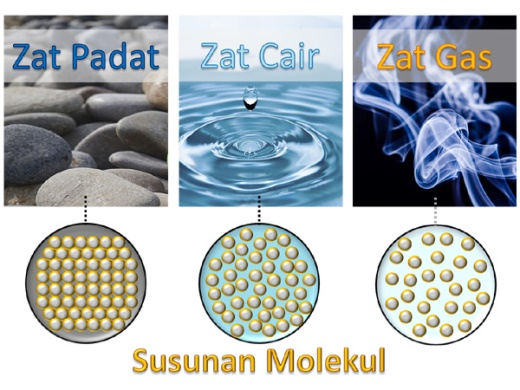 Zat Padat
Zat Cair
Zat Gas
Susunan Molekul